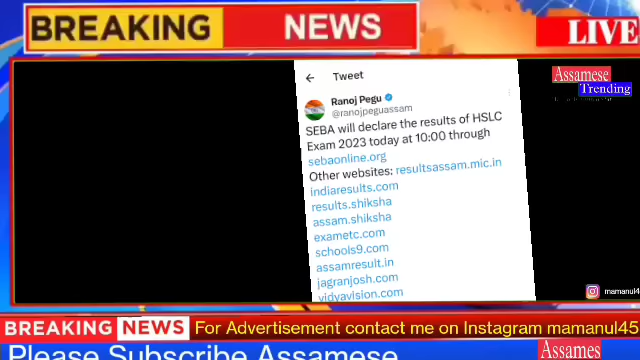 BREAKING NEWS
LIVE
Assamese
Trending
Tweet
Ranoj Pegu
@ranojpeguassam
SEBA will declare the results of HSLC
Exam 2023 today at 10:00 through
sebaonline.org
Other websites: resultsassam.mic.in
indiaresults.com
results.shiksha
assam.shiksha
exametc.com
schools9.com
assamresult.in
jagranjosh.com
vidyavision.com
mamanul4
BREAKING NEWS For Advertisement contact me on Instagram mamanul45
Please Subscribe Assamese
Assames